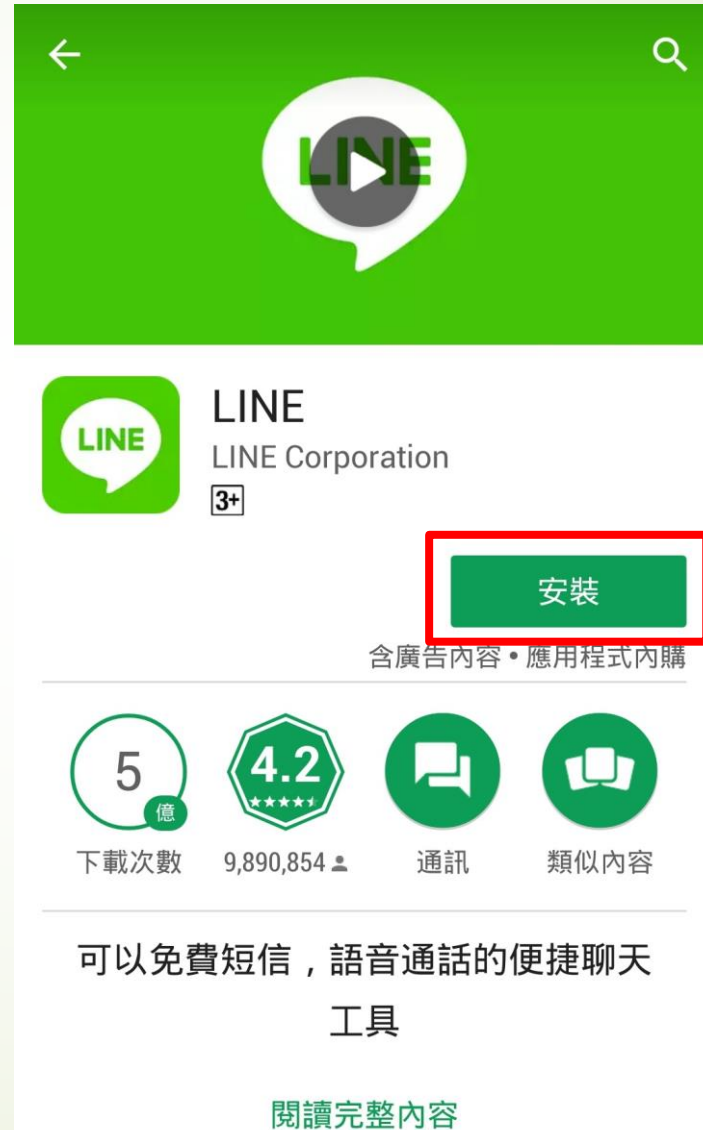 LINE
LINE
LINE
LINE Corporation
3+
安裝
含廣告內容 • 應用程式內購
5
億
4.2
下載次數
9,890,854
通訊
類似內容
可以免費短信，語音通話的便捷聊天
工具
閱讀完整內容